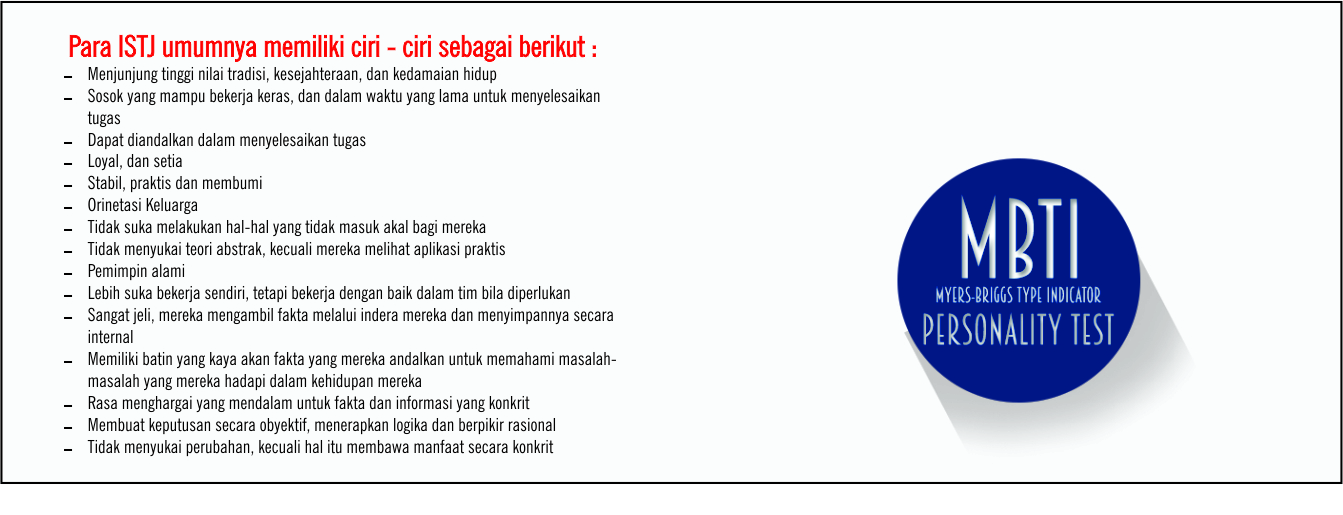 Para ISTJ umumnya memiliki ciri - ciri sebagai berikut :
– Menjunjung tinggi nilai tradisi, kesejahteraan, dan kedamaian hidup
– Sosok yang mampu bekerja keras, dan dalam waktu yang lama untuk menyelesaikan
tugas
– Dapat diandalkan dalam menyelesaikan tugas
– Loyal, dan setia
– Stabil, praktis dan membumi
– Orinetasi Keluarga
– Tidak suka melakukan hal-hal yang tidak masuk akal bagi mereka
– Tidak menyukai teori abstrak, kecuali mereka melihat aplikasi praktis
– Pemimpin alami
– Lebih suka bekerja sendiri, tetapi bekerja dengan baik dalam tim bila diperlukan
– Sangat jeli, mereka mengambil fakta melalui indera mereka dan menyimpannya secara
internal
– Memiliki batin yang kaya akan fakta yang mereka andalkan untuk memahami masalah-
masalah yang mereka hadapi dalam kehidupan mereka
– Rasa menghargai yang mendalam untuk fakta dan informasi yang konkrit
– Membuat keputusan secara obyektif, menerapkan logika dan berpikir rasional
– Tidak menyukai perubahan, kecuali hal itu membawa manfaat secara konkrit
MBTI
MYERS-BRIGGS TYPE INDICATOR
PERSONALITY TEST